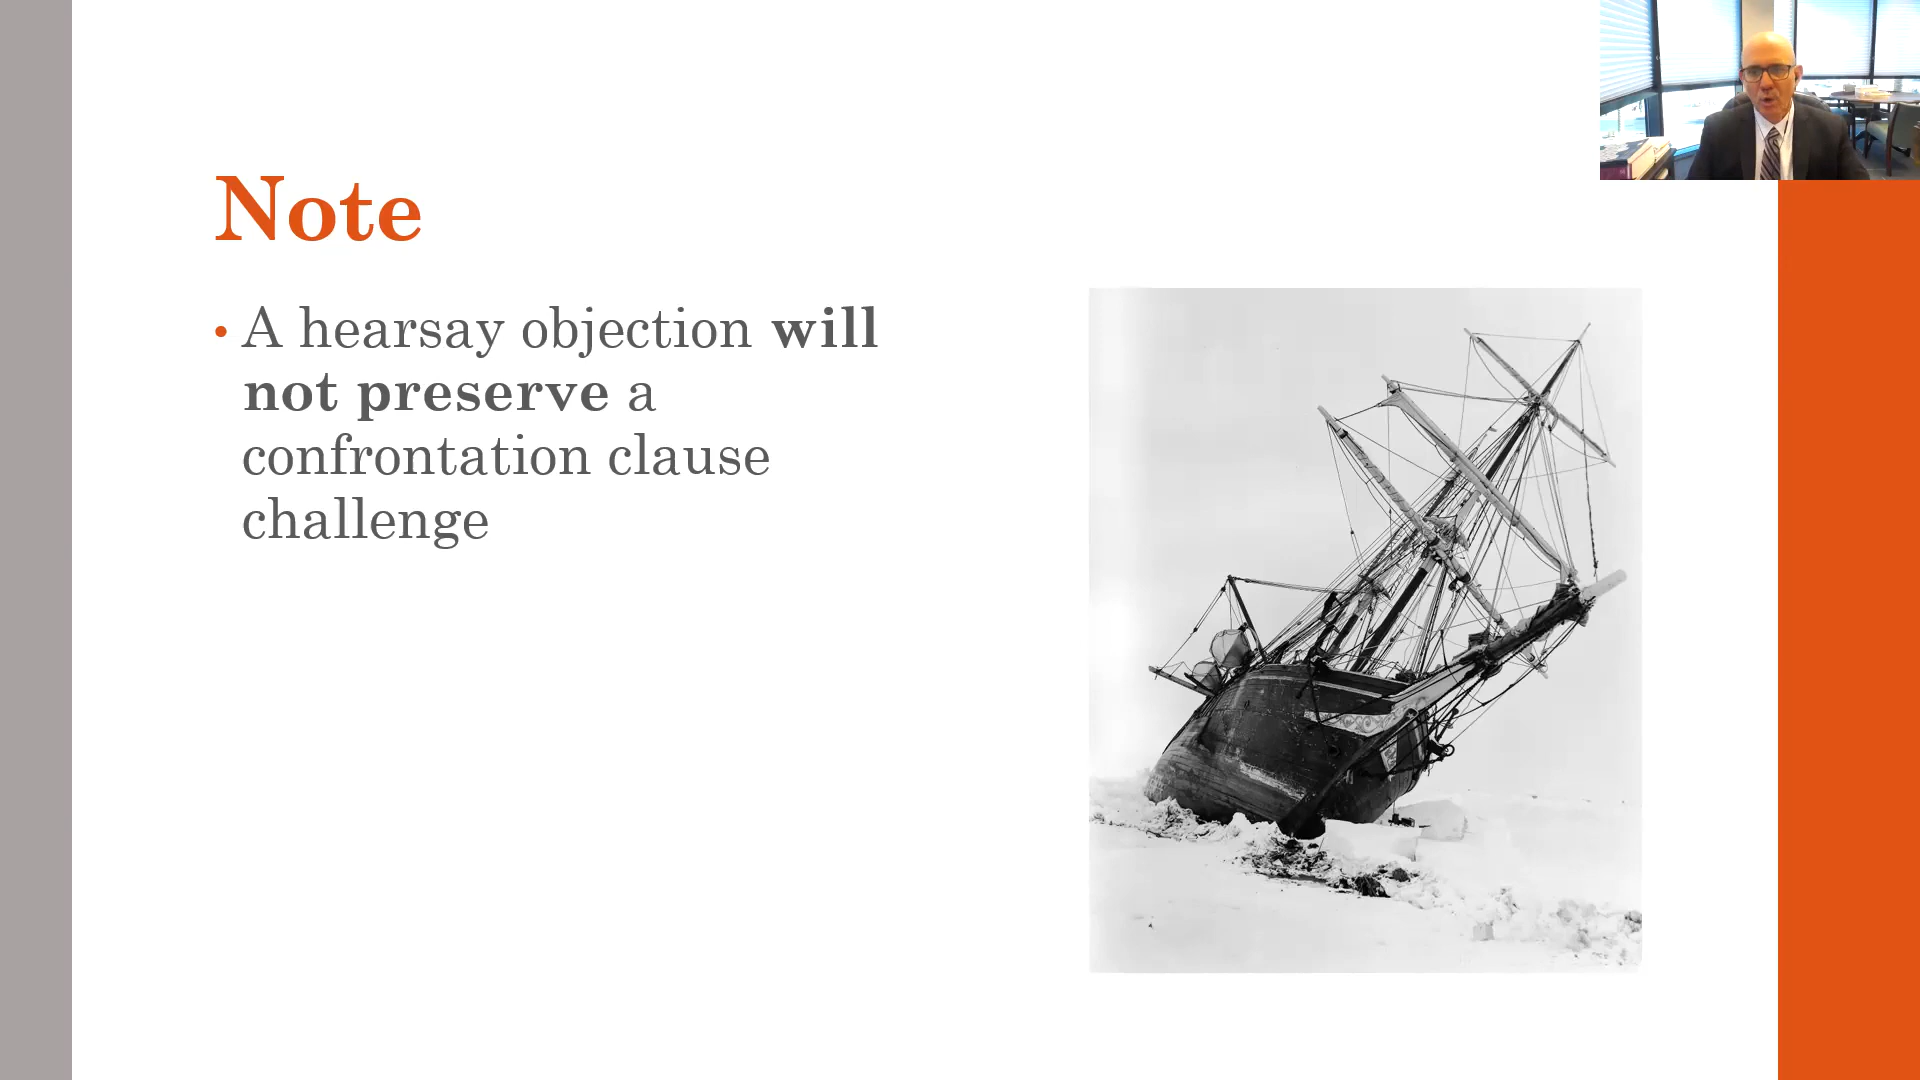 Note
• A hearsay objection will
not preserve a
confrontation clause
challenge